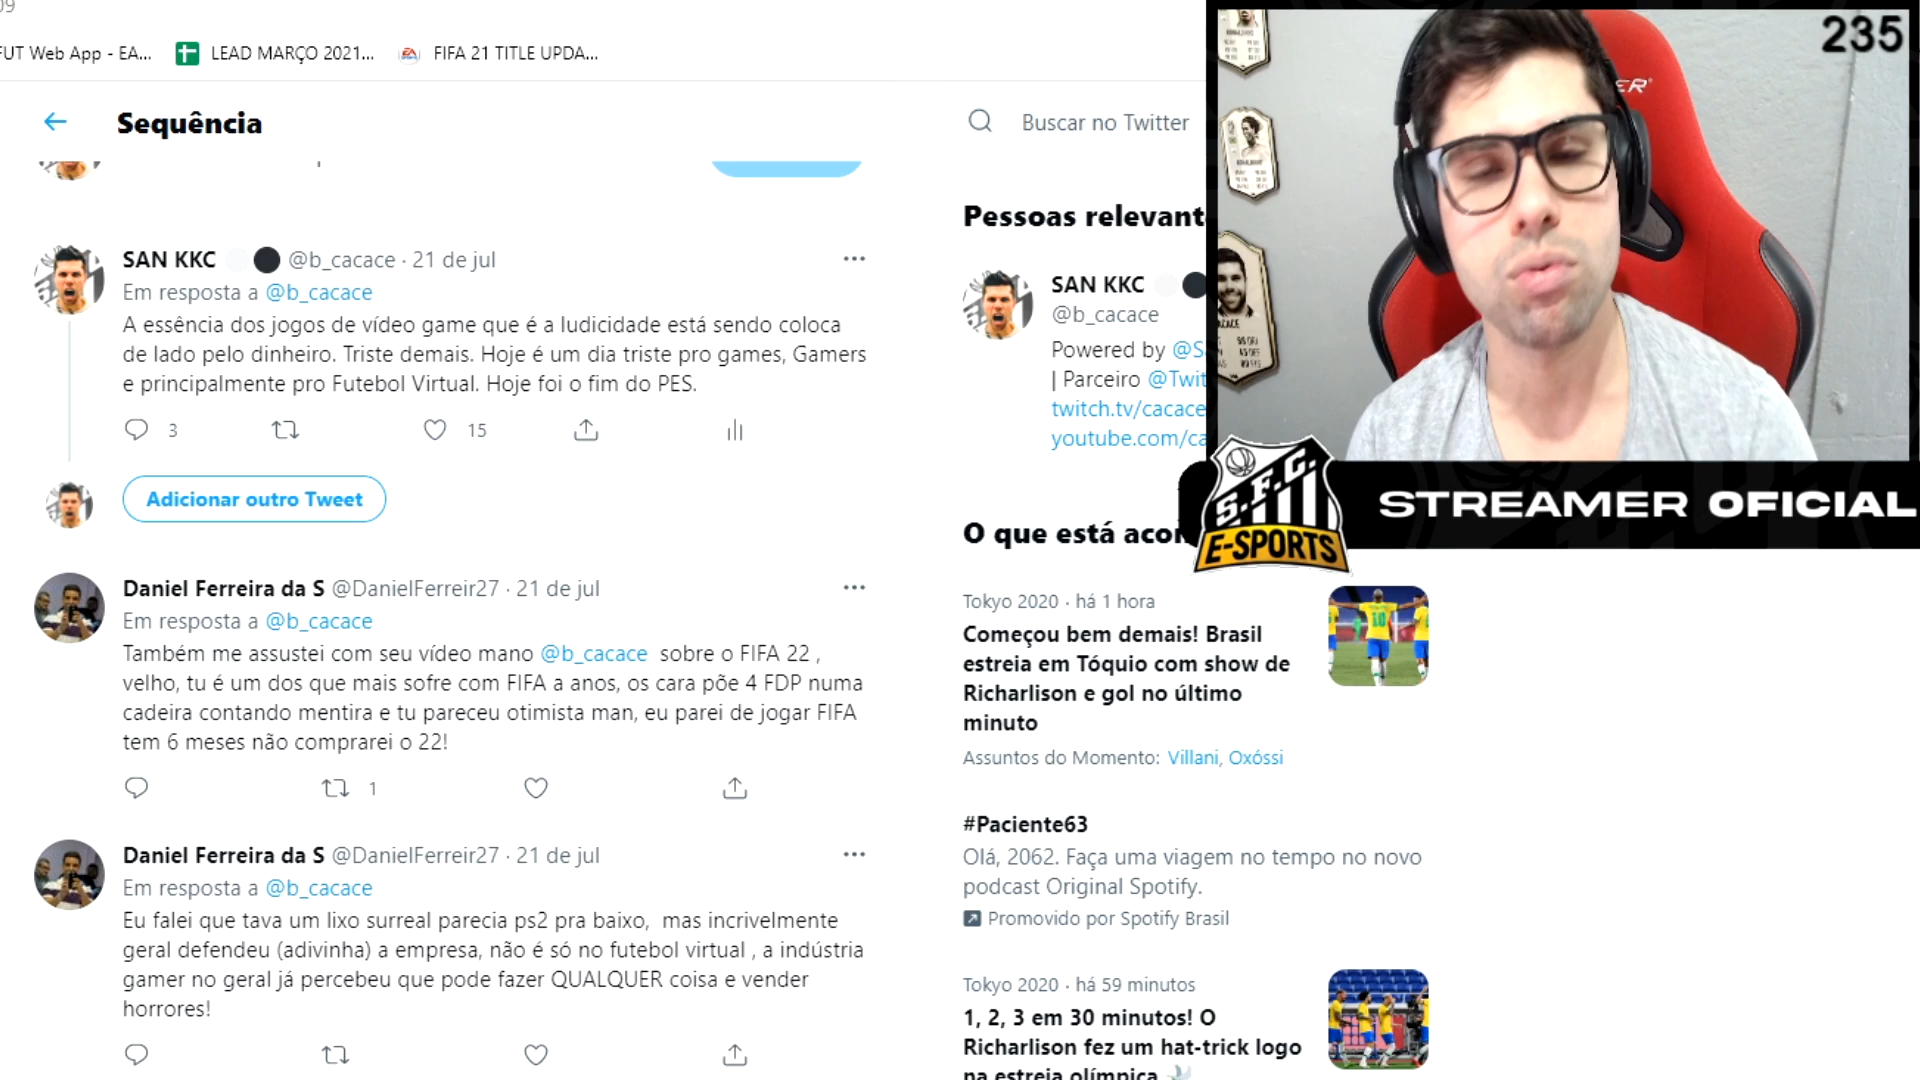 FUT Web App - EA...
LEAD MARÇO 2021...
FIFA 21 TITLE UPDA...
235
Sequência
Buscar no Twitter
SAN KKC @b_cacace · 21 de jul
Em resposta a @b_cacace
A essência dos jogos de vídeo game que é a ludicidade está sendo coloca
de lado pelo dinheiro. Triste demais. Hoje é um dia triste pro games, Gamers
e principalmente pro Futebol Virtual. Hoje foi o fim do PES.
3
15
Adicionar outro Tweet
Daniel Ferreira da S @DanielFerreir27 · 21 de jul
Em resposta a @b_cacace
Também me assustei com seu vídeo mano @b_cacace sobre o FIFA 22 ,
velho, tu é um dos que mais sofre com FIFA a anos, os cara põe 4 FDP numa
cadeira contando mentira e tu pareceu otimista man, eu parei de jogar FIFA
tem 6 meses não comprarei o 22!
1
Daniel Ferreira da S @DanielFerreir27 · 21 de jul
Em resposta a @b_cacace
Eu falei que tava um lixo surreal parecia ps2 pra baixo, mas incrivelmente
geral defendeu (adivinha) a empresa, não é só no futebol virtual , a indústria
gamer no geral já percebeu que pode fazer QUALQUER coisa e vender
horrores!
Pessoas relevant
SAN KKC
@b_cacace
Powered by @S
| Parceiro @Twit
twitch.tv/cacace
youtube.com/ca
S.F.C.
E-SPORTS
STREAMER OFICIAL
O que está acon
Tokyo 2020 · há 1 hora
Começou bem demais! Brasil
estreia em Tóquio com show de
Richarlison e gol no último
minuto
Assuntos do Momento: Villani, Oxóssi
#Paciente63
Olá, 2062. Faça uma viagem no tempo no novo
podcast Original Spotify.
Promovido por Spotify Brasil
Tokyo 2020 · há 59 minutos
1, 2, 3 em 30 minutos! O
Richarlison fez um hat-trick logo
na estreia olímpica